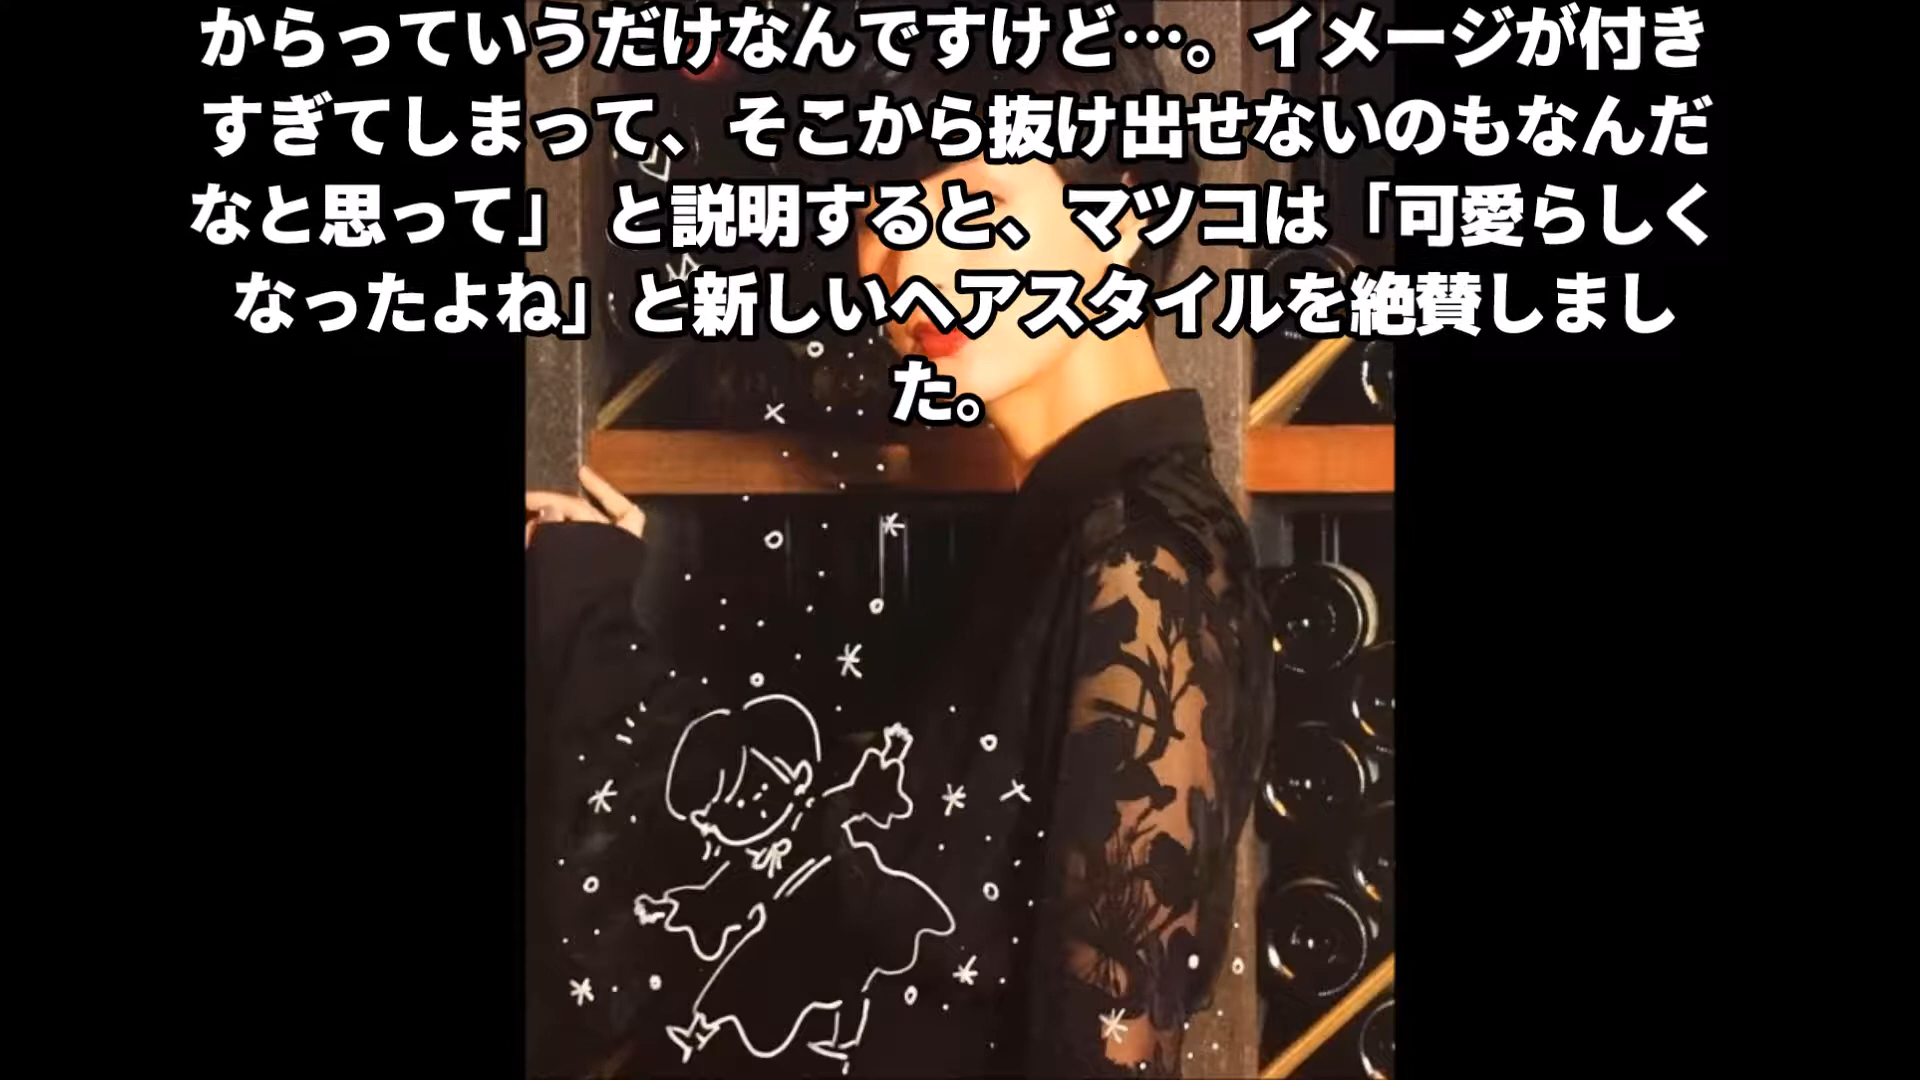 からっていうだけなんですけど…。イメージが付き
すぎてしまって、そこから抜け出せないのもなんだ
なと思って」 と説明すると、マツコは「可愛らしく
なったよね」と新しいヘアスタイルを絶賛しまし
た。